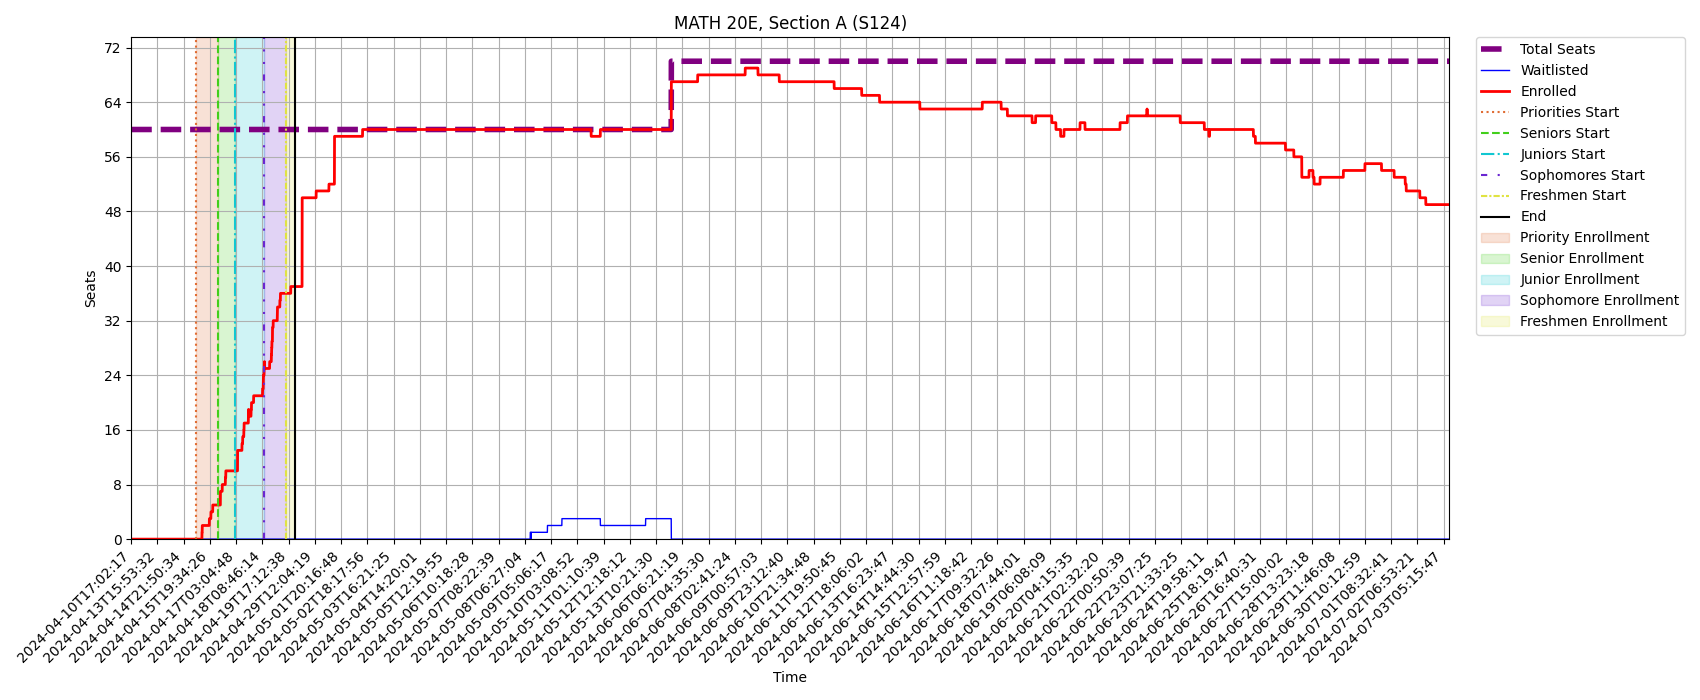 MATH 20E, Section A (S124)
72
64
56
48
40
32
24
16
8
0
Seats
2024-04-10T17:02:17
2024-04-13T15:53:32
2024-04-14T21:50:34
2024-04-15T19:34:26
2024-04-17T03:04:48
2024-04-18T08:46:14
2024-04-19T17:12:38
2024-04-29T12:04:19
2024-05-01T20:16:48
2024-05-02T18:17:56
2024-05-03T16:21:25
2024-05-04T14:20:01
2024-05-05T12:19:55
2024-05-06T10:18:28
2024-05-07T08:22:39
2024-05-08T06:27:04
2024-05-09T05:06:17
2024-05-10T03:08:52
2024-05-11T01:10:39
2024-05-12T12:18:12
2024-05-13T10:21:30
2024-06-06T06:21:19
2024-06-07T04:35:30
2024-06-08T02:41:24
2024-06-09T00:57:03
2024-06-09T23:12:40
2024-06-10T21:34:48
2024-06-11T19:50:45
2024-06-12T18:06:02
2024-06-13T16:23:47
2024-06-14T14:44:30
2024-06-15T12:57:59
2024-06-16T11:18:42
2024-06-17T09:32:26
2024-06-18T07:44:01
2024-06-19T06:08:09
2024-06-20T04:15:35
2024-06-21T02:32:20
2024-06-22T00:50:39
2024-06-22T23:07:25
2024-06-23T21:33:25
2024-06-24T19:58:11
2024-06-25T18:19:47
2024-06-26T16:40:31
2024-06-27T15:00:02
2024-06-28T13:23:18
2024-06-29T11:46:08
2024-06-30T10:12:59
2024-07-01T08:32:41
2024-07-02T06:53:21
2024-07-03T05:15:47
Time
Total Seats
Waitlisted
Enrolled
Priorities Start
Seniors Start
Juniors Start
Sophomores Start
Freshmen Start
End
Priority Enrollment
Senior Enrollment
Junior Enrollment
Sophomore Enrollment
Freshmen Enrollment